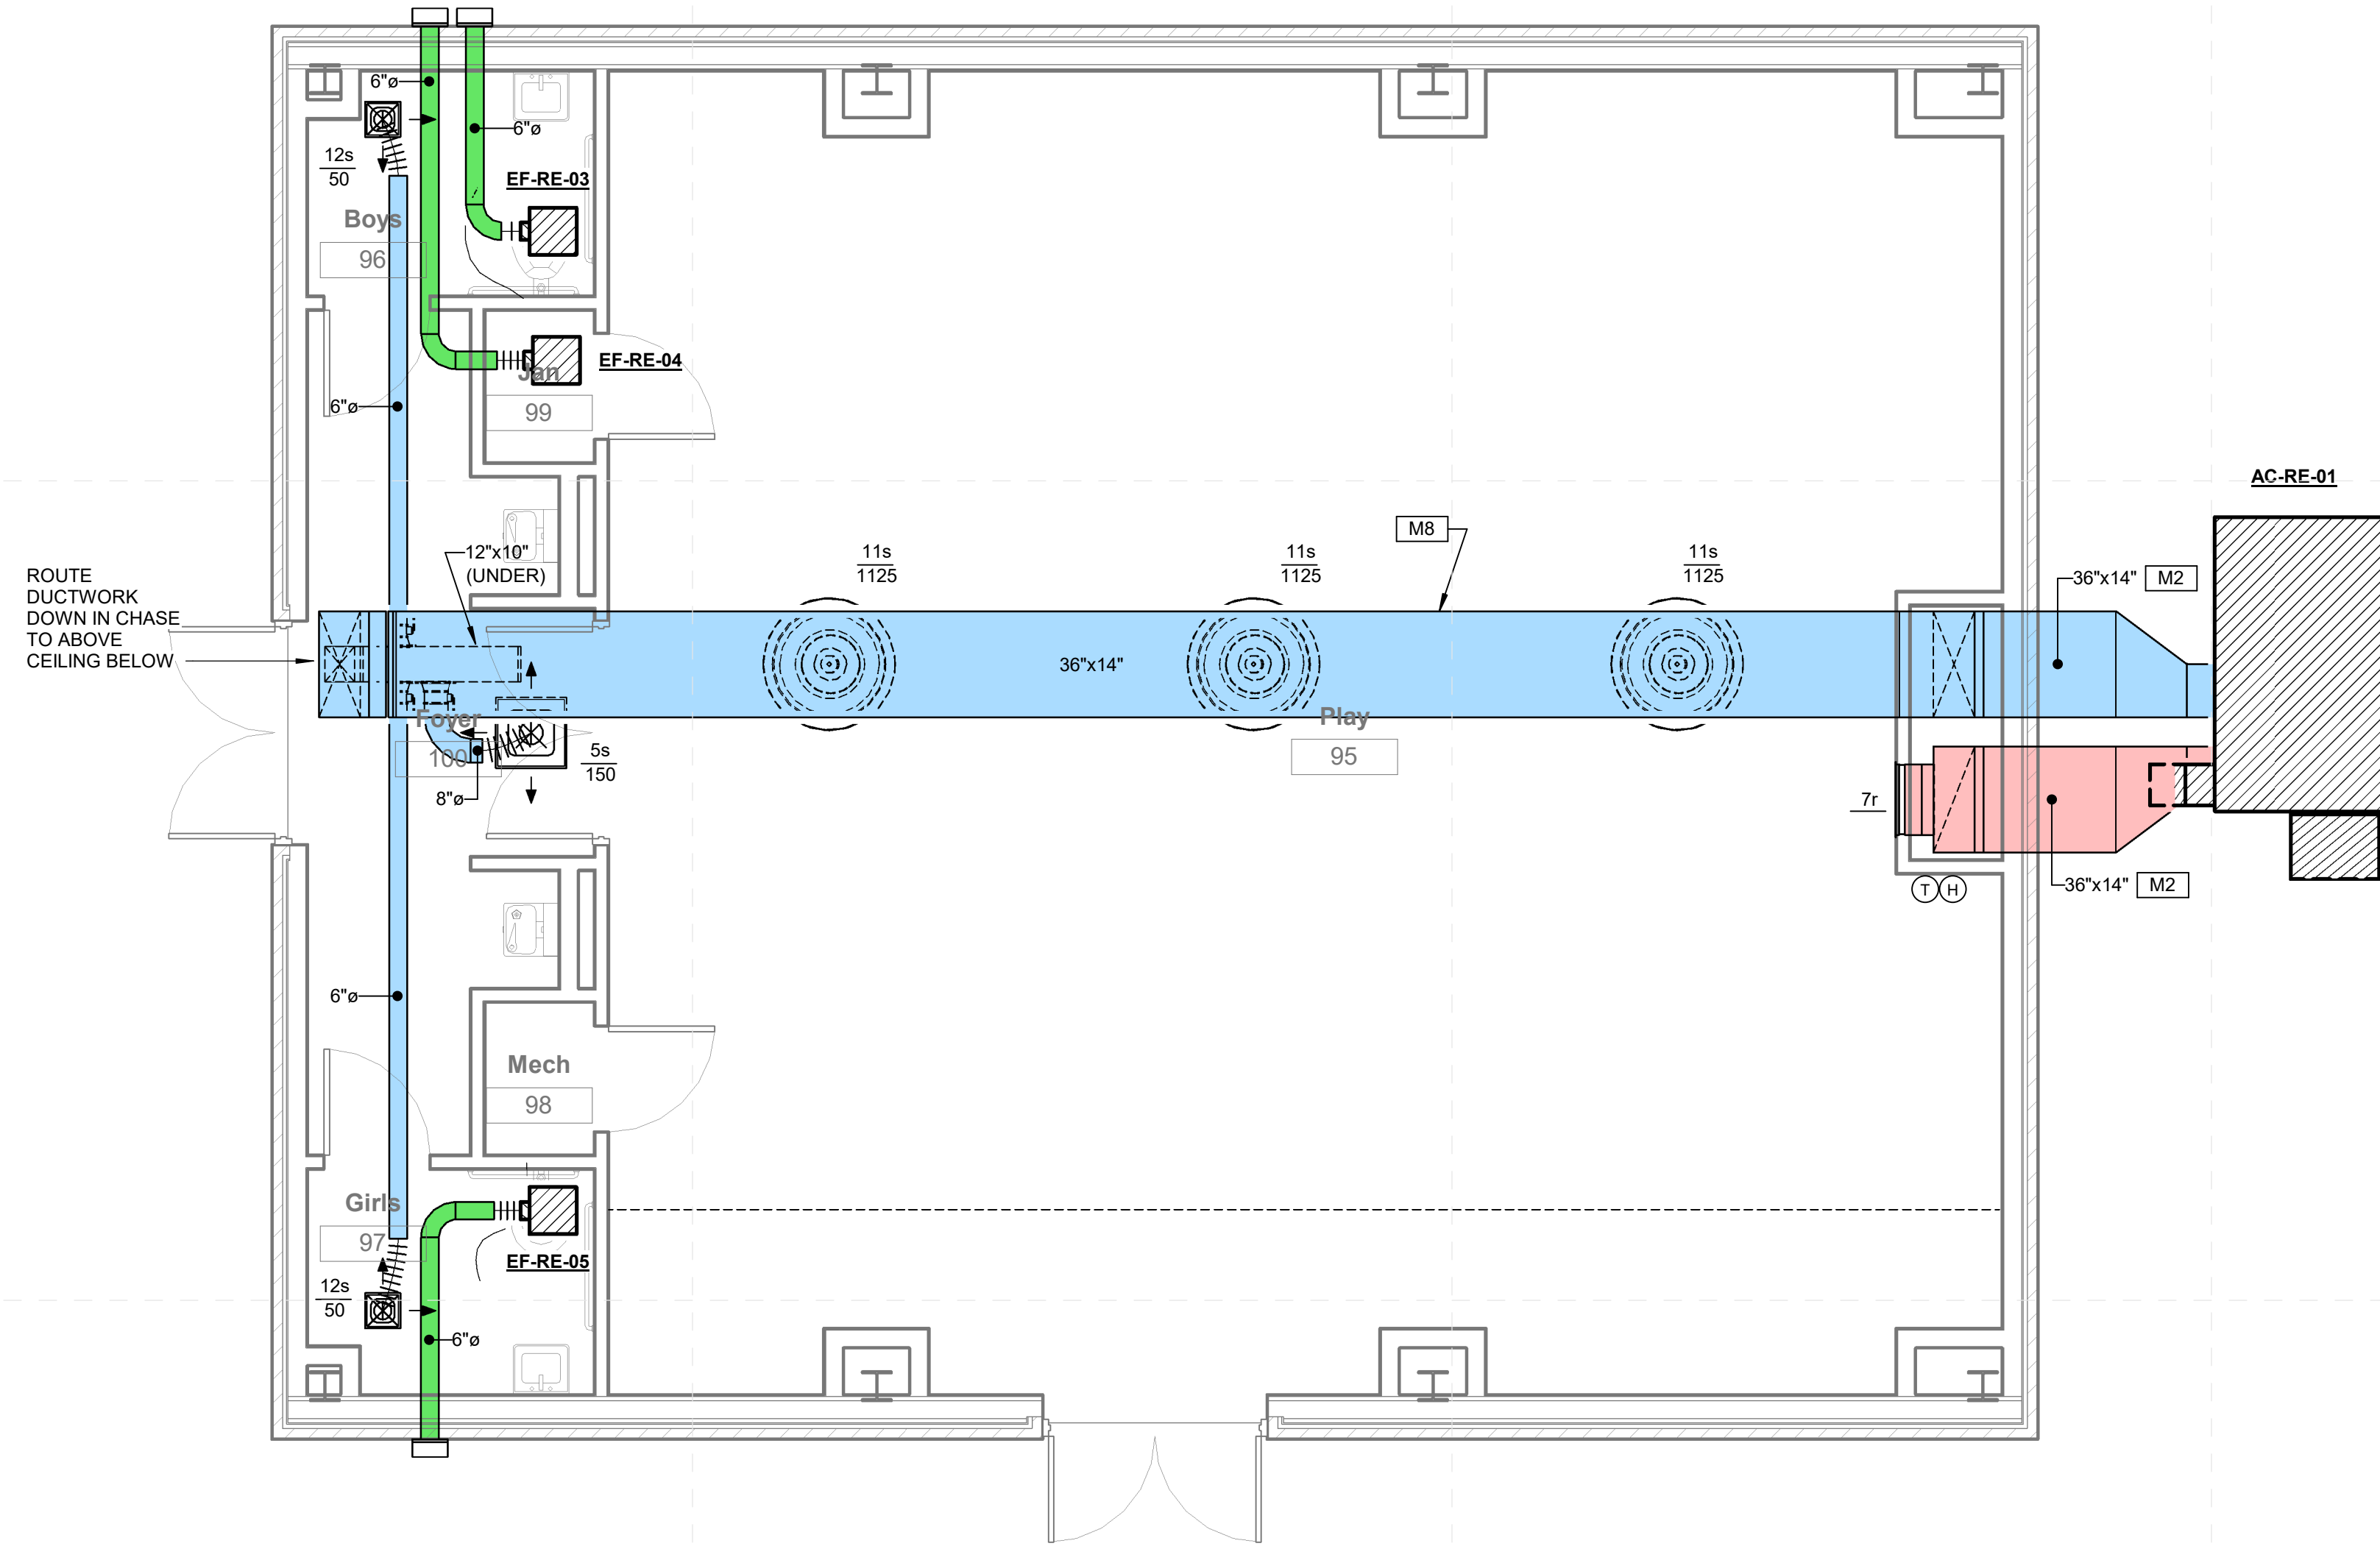 6"ø
6"ø
12s
50
EF-RE-03
Boys
96
EF-RE-04
Jan
99
6"ø
AC-RE-01
M8
12"x10"
(UNDER)
11s
1125
11s
1125
11s
1125
36"x14" M2
ROUTE
DUCTWORK
DOWN IN CHASE
TO ABOVE
CEILING BELOW
36"x14"
Foyer
100
Play
95
5s
150
8"ø
7r
36"x14" M2
T H
6"ø
Mech
98
Girls
97
EF-RE-05
12s
50
6"ø